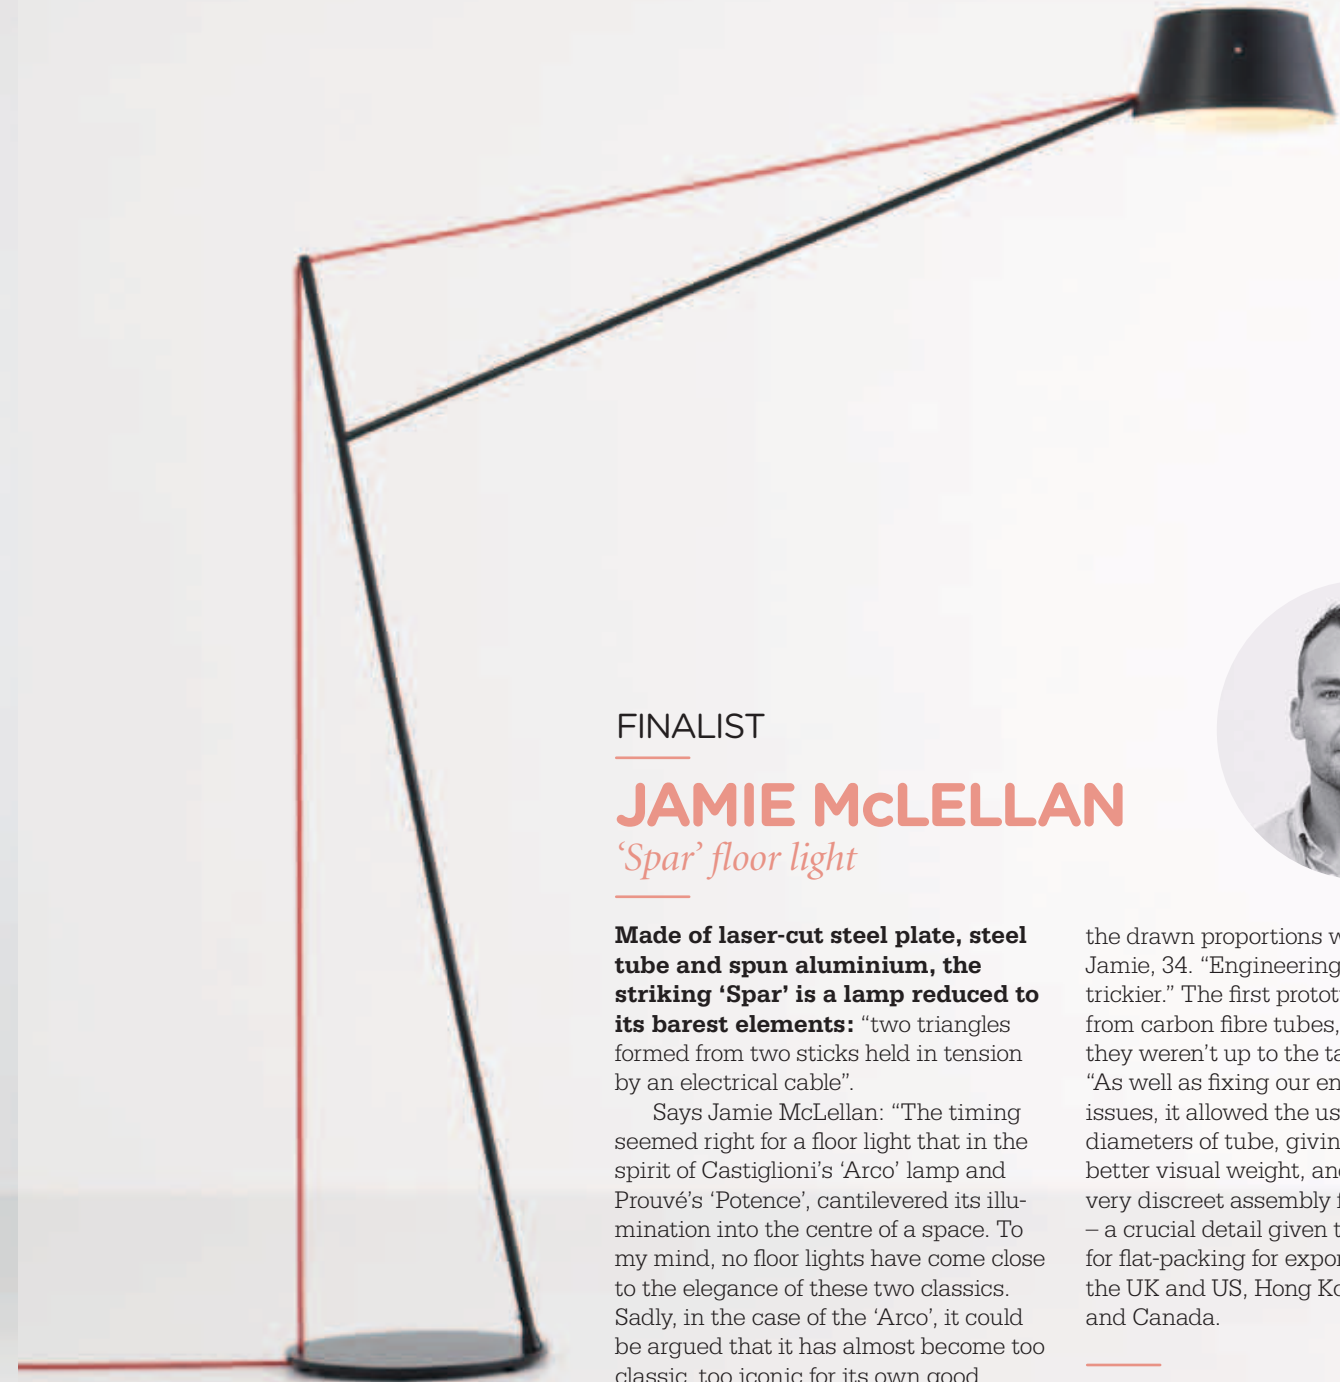 FINALIST
JAMIE McLELLAN
‘Spar’ floor light
Made of laser-cut steel plate, steel
tube and spun aluminium, the
striking ‘Spar’ is a lamp reduced to
its barest elements: “two triangles
formed from two sticks held in tension
by an electrical cable”.
Says Jamie McLellan: “The timing
seemed right for a floor light that in the
spirit of Castiglioni’s ‘Arco’ lamp and
Prouvé’s ‘Potence’, cantilevered its illu-
mination into the centre of a space. To
my mind, no floor lights have come close
to the elegance of these two classics.
Sadly, in the case of the ‘Arco’, it could
be argued that it has almost become too
classic, too iconic for its own good
the drawn proportions
Jamie, 34. “Engineering
trickier.” The first
from carbon fibre tubes,
they weren’t up to the
“As well as fixing our
issues, it allowed the
diameters of tube,
better visual weight,
very discreet assembly
– a crucial detail given
for flat-packing for
the UK and US, Hong
and Canada.